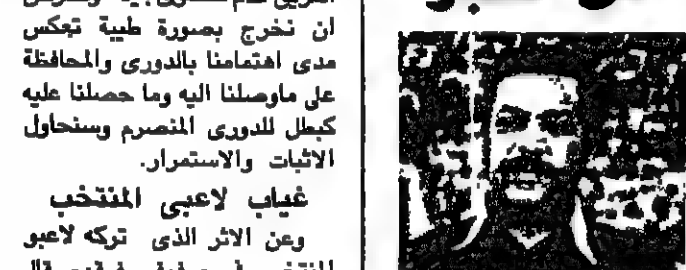 ان نخرج بصورة طيبة تعكس
مدى اهتمامنا بالدورى والمحافظة
على ماوصلنا اليه وما حصلنا عليه
كبطل للدورى المنصرم وسنحاول
الاثبات والاستمرار.
غياب لاعبى المنتخب
وعن الاثر الذى تركه لاعبو